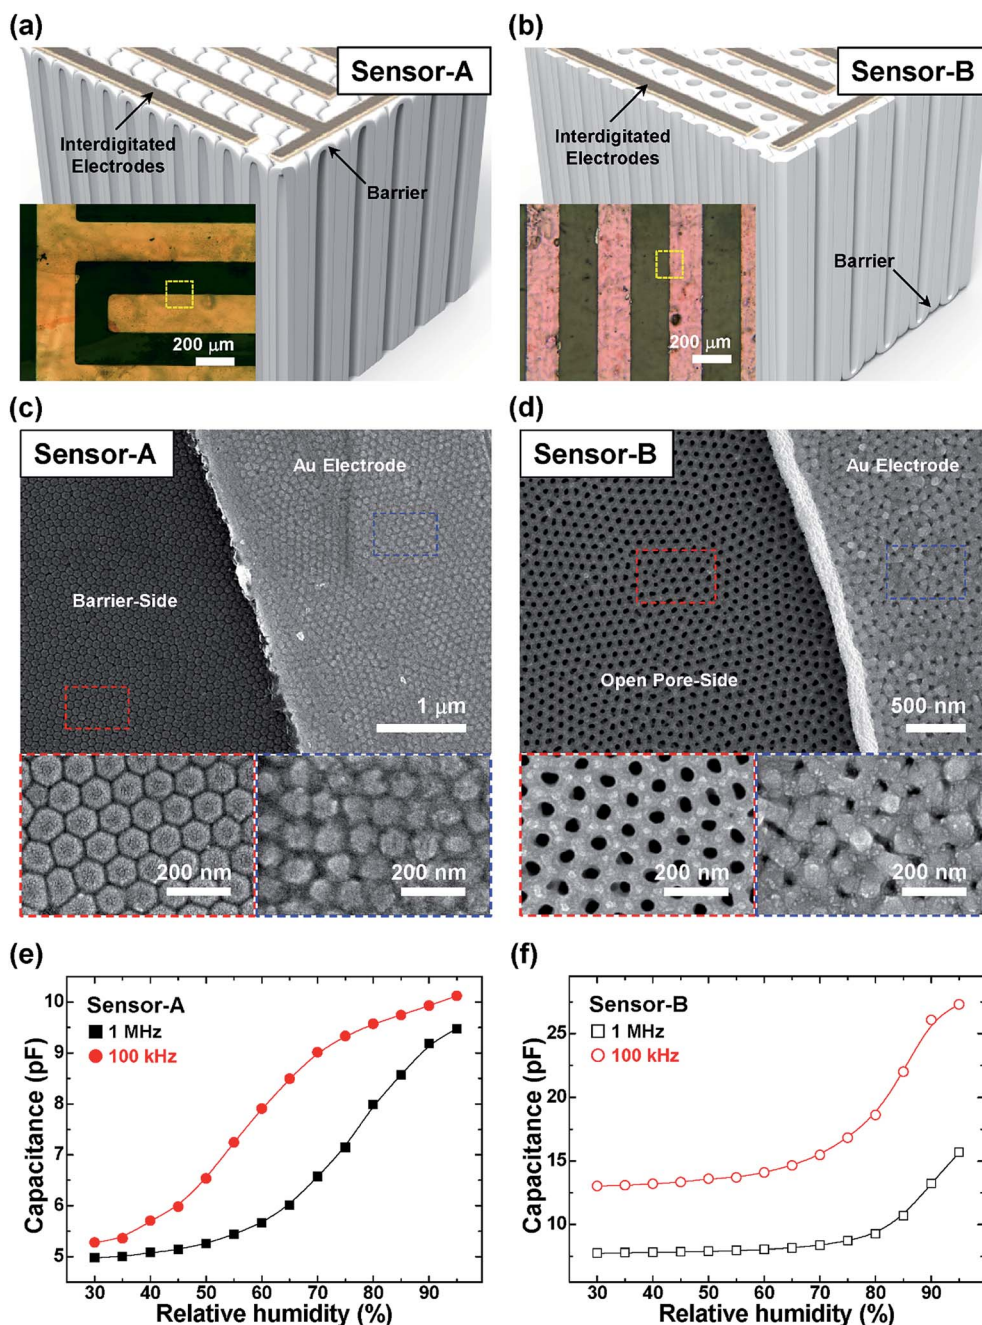 (a)
Sensor-A
Interdigitated
Electrodes
Barrier
200 μm
(b)
Sensor-B
Interdigitated
Electrodes
Barrier
200 μm
(c)
Sensor-A
Au Electrode
Barrier-Side
1 μm
200 nm
200 nm
(d)
Sensor-B
Au Electrode
Open Pore-Side
500 nm
200 nm
200 nm
(e)
Sensor-A
1 MHz
100 kHz
Capacitance (pF)
10
9
8
7
6
5
30 40 50 60 70 80 90
Relative humidity (%)
(f)
Sensor-B
1 MHz
100 kHz
Capacitance (pF)
25
20
15
10
30 40 50 60 70 80 90
Relative humidity (%)